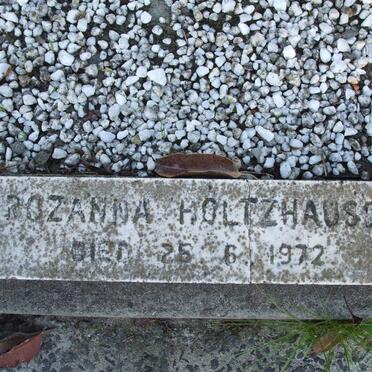 ROZANNA HOLTZHAUS
DIED 25 6 1972